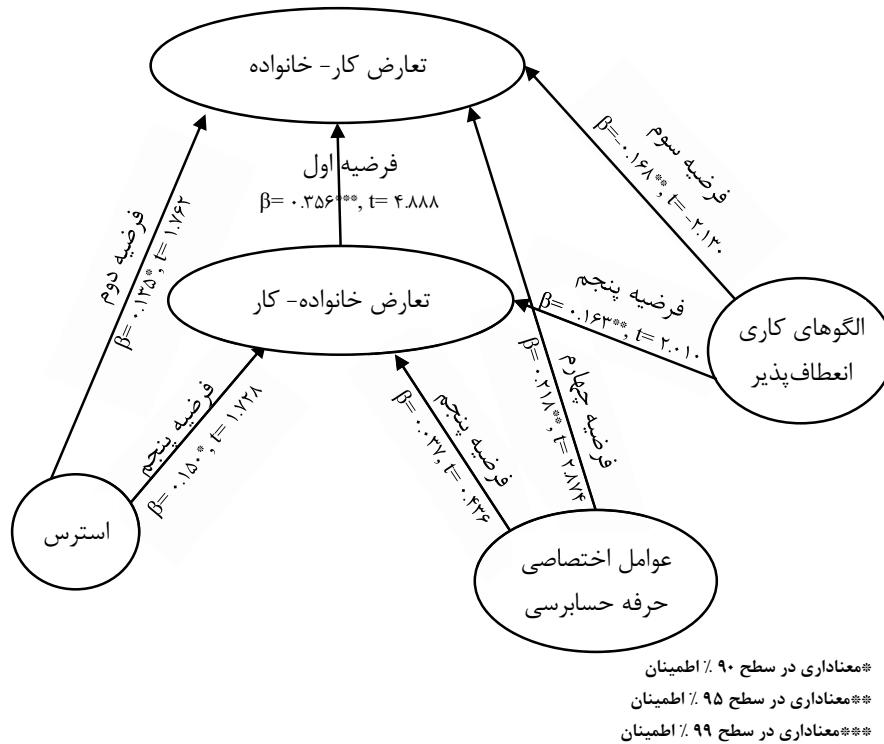 تعارض کار- خانواده
فرضیه اول
β= ۰.۳۵۶***, t= ۴.۸۸۸
فرضیه سوم
β=-۰.۱۶۸**, t=-۲.۱۳۰
فرضیه دوم
β= ۰.۱۳۵*, t= ۱.۷۶۲
تعارض خانواده- کار
فرضیه پنجم
β= ۰.۱۶۳**, t= ۲.۰۱۰
الگوهای کاری
انعطاف‌پذیر
فرضیه چهارم
β= ۰.۲۱۸**, t= ۲.۸۷۴
فرضیه پنجم
β= ۰.۰۳۷, t= ۰.۴۳۶
فرضیه پنجم
β= ۰.۱۵۰*, t= ۱.۷۲۸
استرس
عوامل اختصاصی
حرفه حسابرسی
*معناداری در سطح ۹۰ ٪ اطمینان
**معناداری در سطح ۹۵ ٪ اطمینان
***معناداری در سطح ۹۹ ٪ اطمینان